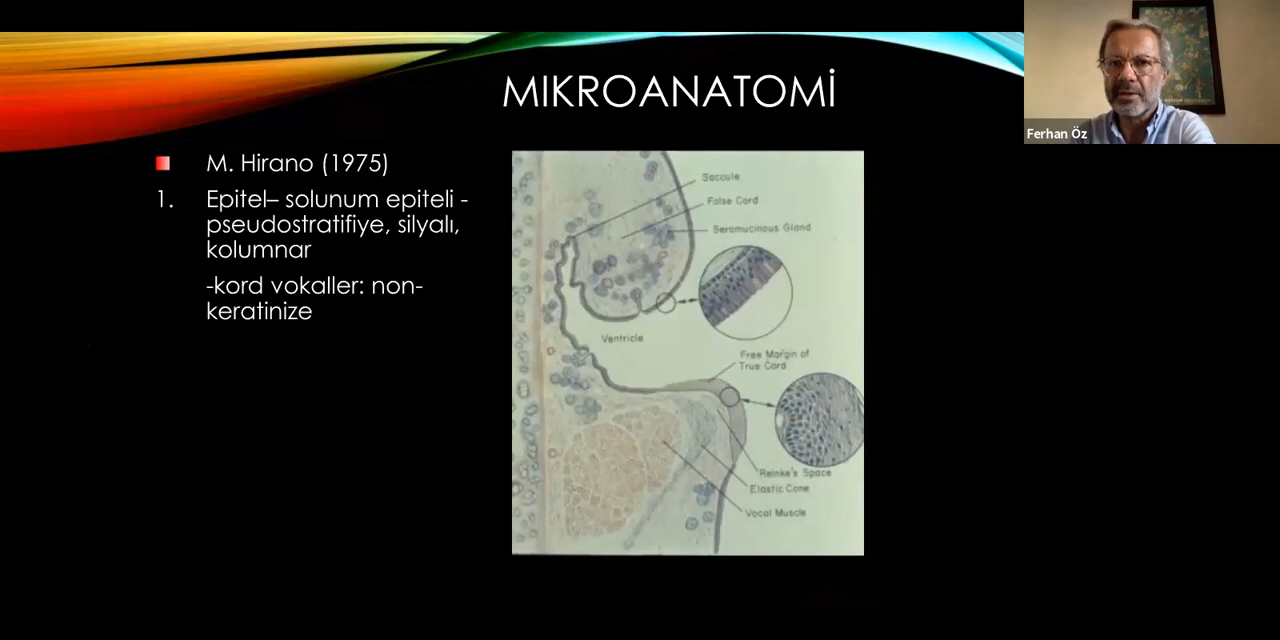 MIKROANATOMİ
Ferhan Öz
M. Hirano (1975)
1. Epitel– solunum epiteli -
pseudostratifiye, silyalı,
kolumnar
-kord vokaller: non-
keratinize
Saccule
False Cord
Seromucinous Gland
Ventricle
Free Margin of
True Cord
Reinke's Space
Elastic Cone
Vocal Muscle